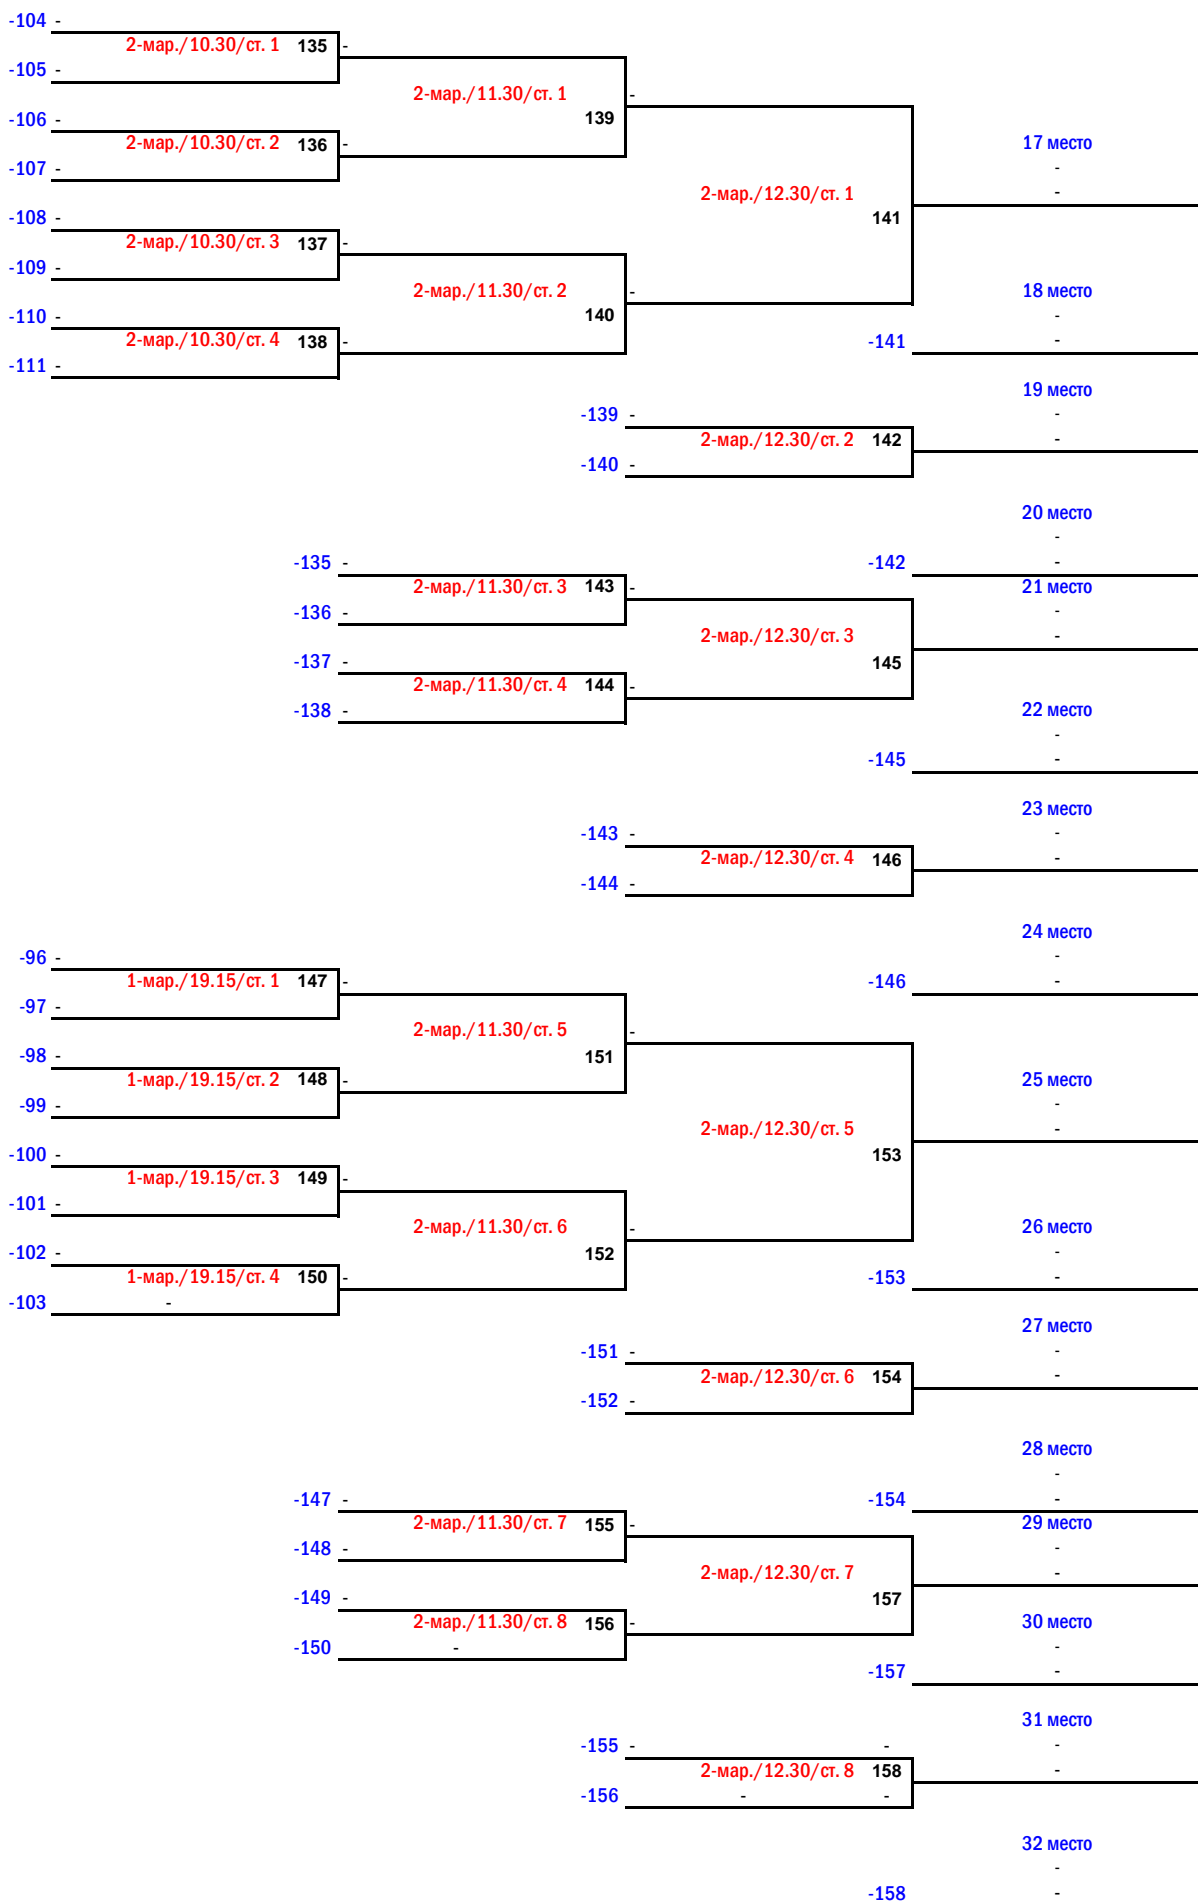 -104 -
2-мар./10.30/ст. 1 135 -
-105 -
2-мар./11.30/ст. 1 -
139
-106 -
2-мар./10.30/ст. 2 136 - 17 место
-107 - -
2-мар./12.30/ст. 1 -
141
-108 -
2-мар./10.30/ст. 3 137 -
-109 -
2-мар./11.30/ст. 2 - 18 место
140
-110 - -
2-мар./10.30/ст. 4 138 - -141 -
-111 -
19 место
-139 - -
2-мар./12.30/ст. 2 142 -
-140 -
20 место
-
-135 - -142 -
2-мар./11.30/ст. 3 143 - 21 место
-136 - -
2-мар./12.30/ст. 3 -
145
-137 -
2-мар./11.30/ст. 4 144 -
-138 - 22 место
-
-145 -
23 место
-143 - -
2-мар./12.30/ст. 4 146 -
-144 -
24 место
-96 - -
1-мар./19.15/ст. 1 147 - -146 -
-97 -
2-мар./11.30/ст. 5 -
151
-98 -
1-мар./19.15/ст. 2 148 - 25 место
-99 - -
2-мар./12.30/ст. 5 -
153
-100 -
1-мар./19.15/ст. 3 149 -
-101 -
2-мар./11.30/ст. 6 - 26 место
152
-102 - -
1-мар./19.15/ст. 4 150 - -153 -
-103 -
27 место
-151 - -
2-мар./12.30/ст. 6 154 -
-152 -
28 место
-
-147 - -154 -
2-мар./11.30/ст. 7 155 - 29 место
-148 - -
2-мар./12.30/ст. 7 -
157
-149 -
2-мар./11.30/ст. 8 156 - 30 место
-150 - -
-157 -
31 место
-155 - - -
2-мар./12.30/ст. 8 158 -
-156 - -
32 место
-
-158 -